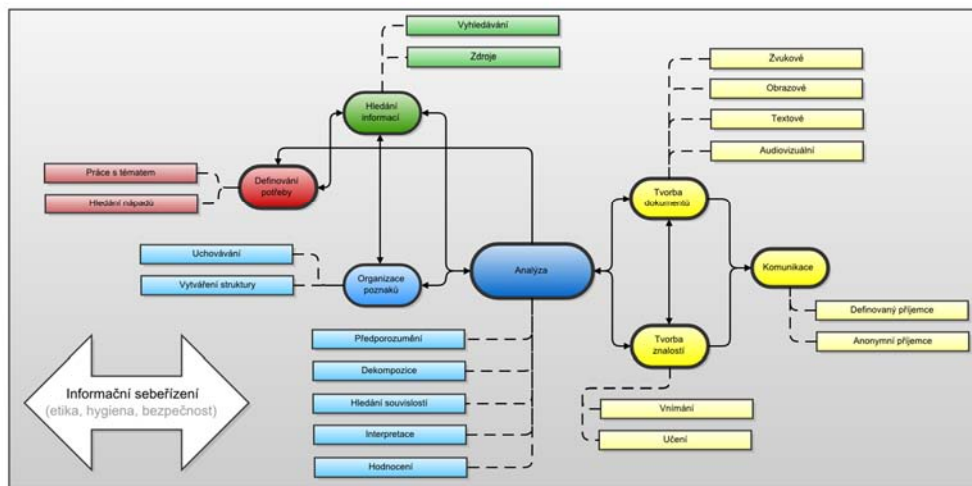 Vyhledávání
Zdroje
Hledání
informací
Práce s tématem
Hledání nápadů
Definování
potřeby
Uchovávání
Vytváření struktury
Organizace
poznaků
Analýza
Předporozumění
Dekompozice
Hledání souvislostí
Interpretace
Hodnocení
Zvukové
Obrazové
Textové
Audiovizuální
Tvorba
dokumentů
Komunikace
Definovaný příjemce
Anonymní příjemce
Tvorba
znalostí
Vnímání
Učení
Informační sebeřízení
(etika, hygiena, bezpečnost)